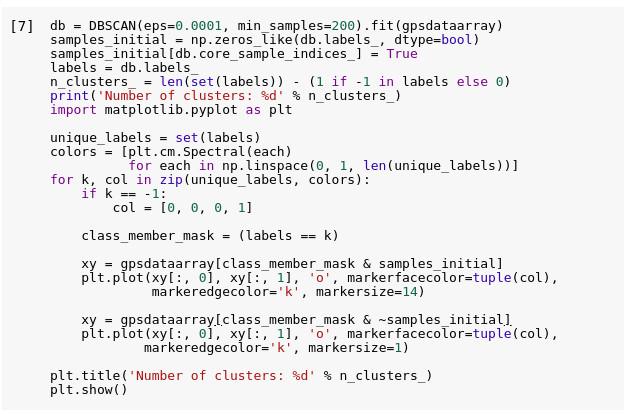 [7] db = DBSCAN(eps=0.0001, min_samples=200).fit(gpsdataarray)
samples_initial = np.zeros_like(db.labels_, dtype=bool)
samples_initial[db.core_sample_indices_] = True
labels = db.labels_
n_clusters_ = len(set(labels)) - (1 if -1 in labels else 0)
print('Number of clusters: %d' % n_clusters_)
import matplotlib.pyplot as plt

unique_labels = set(labels)
colors = [plt.cm.Spectral(each)
          for each in np.linspace(0, 1, len(unique_labels))]
for k, col in zip(unique_labels, colors):
    if k == -1:
        col = [0, 0, 0, 1]

    class_member_mask = (labels == k)

    xy = gpsdataarray[class_member_mask & samples_initial]
    plt.plot(xy[:, 0], xy[:, 1], 'o', markerfacecolor=tuple(col),
             markeredgecolor='k', markersize=14)

    xy = gpsdataarray[class_member_mask & ~samples_initial]
    plt.plot(xy[:, 0], xy[:, 1], 'o', markerfacecolor=tuple(col),
            markeredgecolor='k', markersize=1)

plt.title('Number of clusters: %d' % n_clusters_)
plt.show()